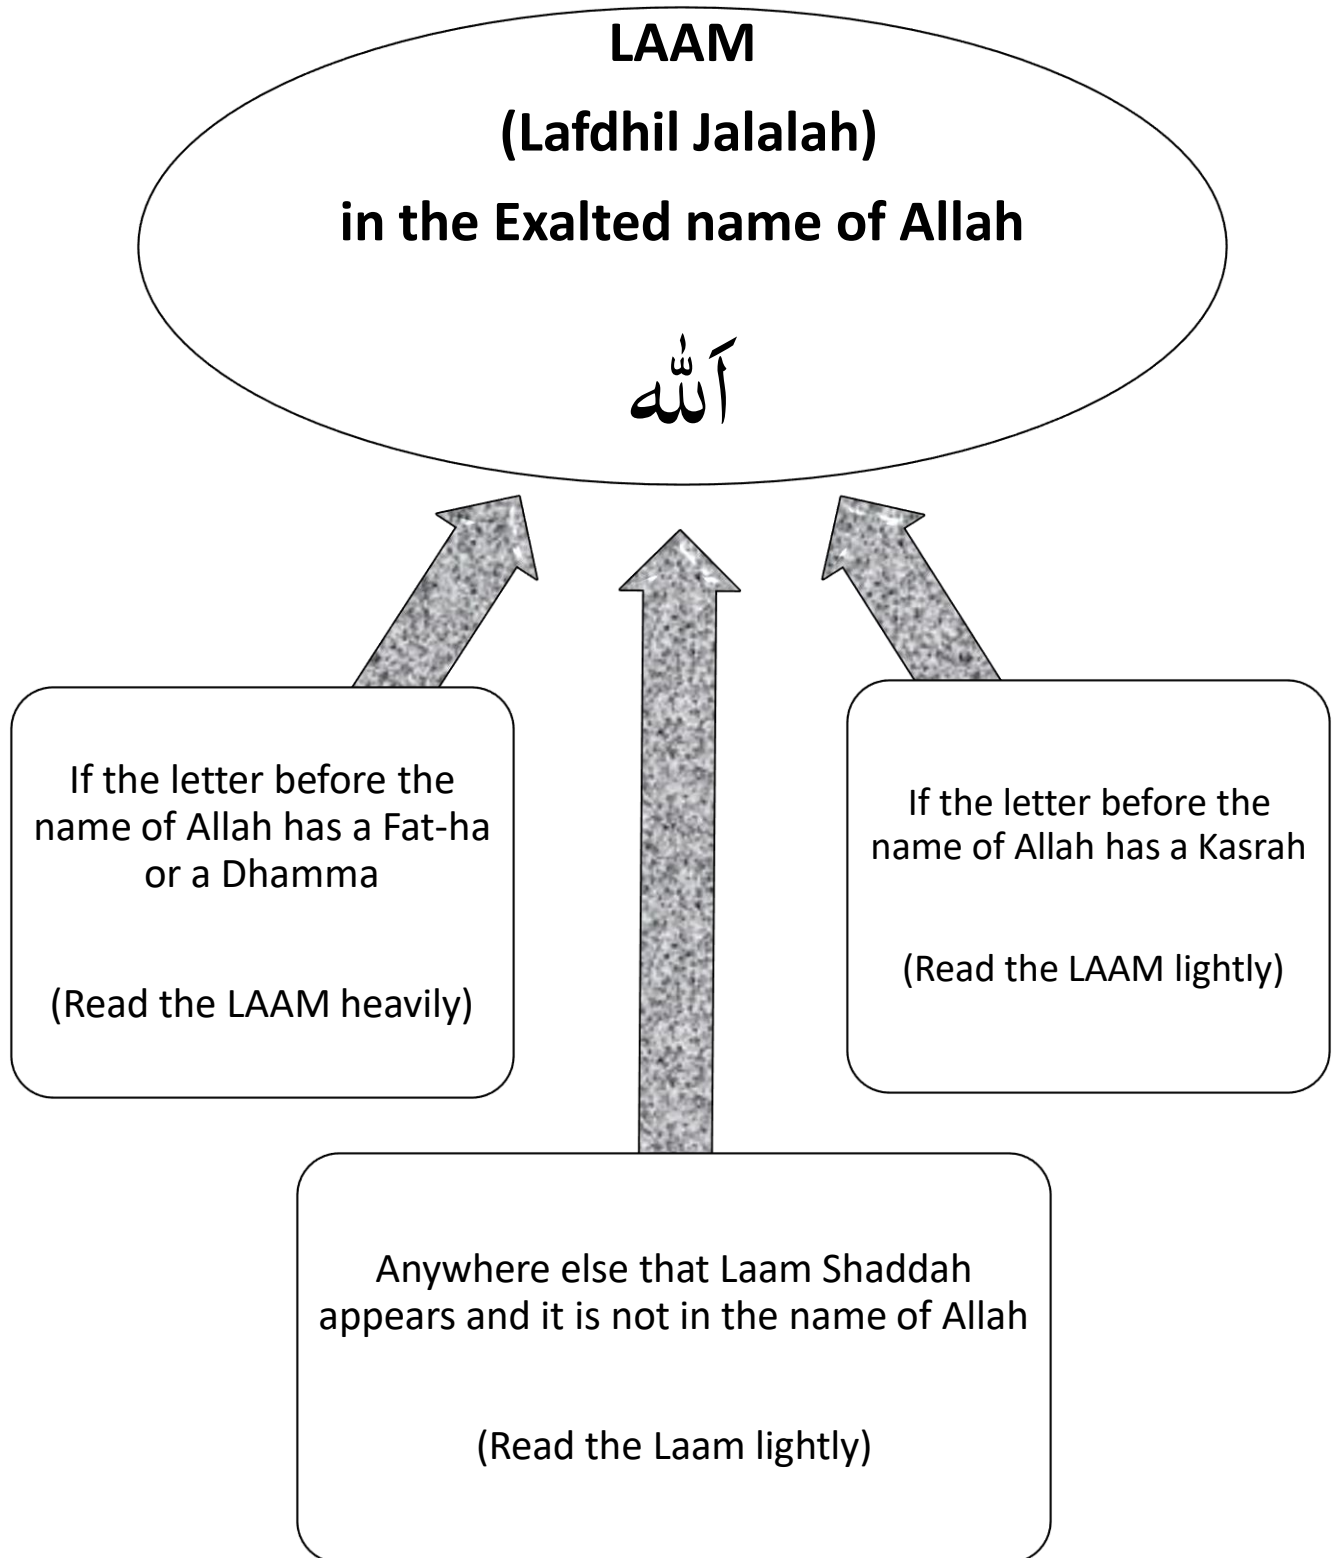 LAAM
(Lafdhil Jalalah)
in the Exalted name of Allah
اَللّٰه
If the letter before the
name of Allah has a Fat-ha
or a Dhamma
(Read the LAAM heavily)
If the letter before the
name of Allah has a Kasrah
(Read the LAAM lightly)
Anywhere else that Laam Shaddah
appears and it is not in the name of Allah
(Read the Laam lightly)